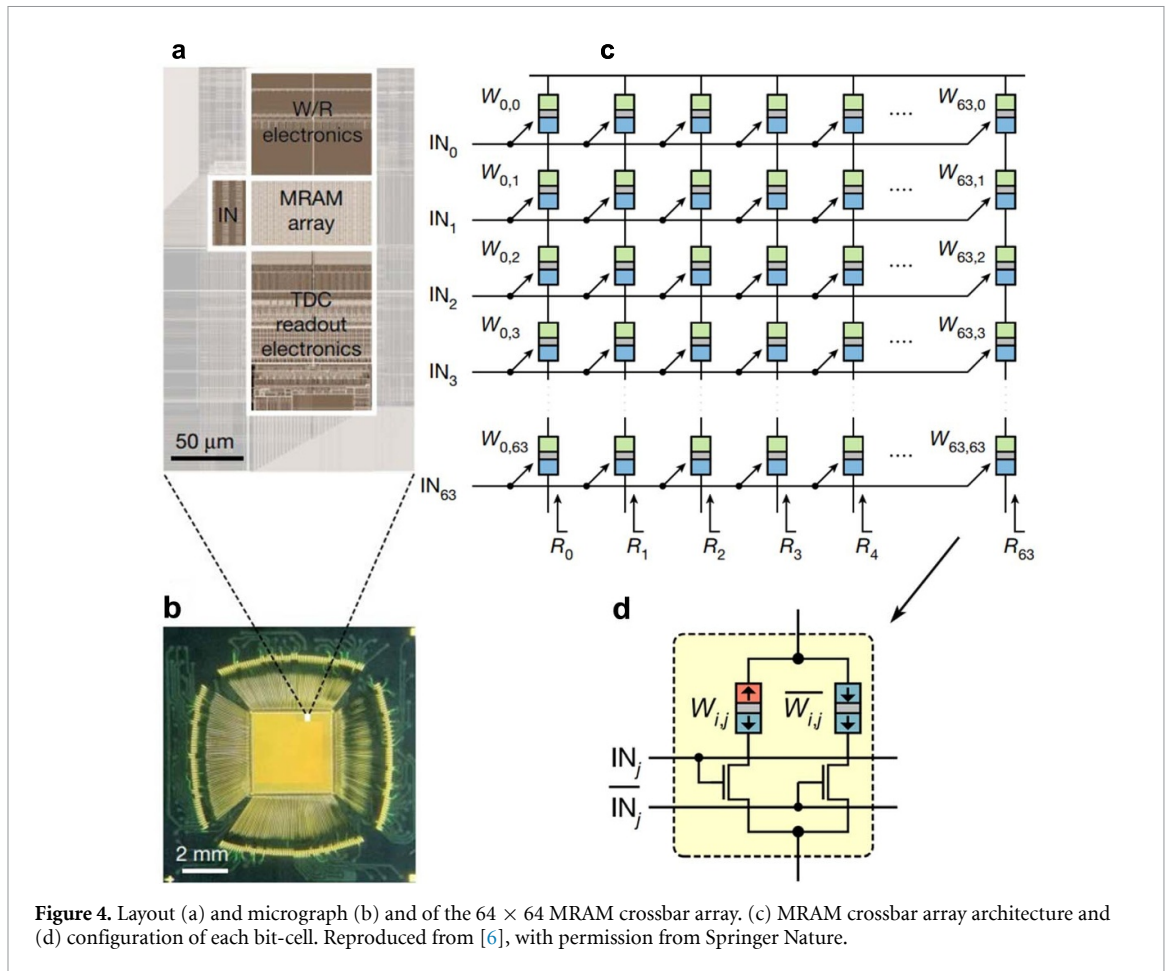 a
W/R
electronics
IN
MRAM
array
TDC
readout
electronics
50 μm
b
2 mm
c
W0,0 .... W63,0
IN0
W0,1 .... W63,1
IN1
W0,2 .... W63,2
IN2
W0,3 .... W63,3
IN3
W0,63 .... W63,63
IN63
R0 R1 R2 R3 R4 R63
d
Wi,j W̅i,j
INj
I̅N̅j
Figure 4. Layout (a) and micrograph (b) and of the 64 × 64 MRAM crossbar array. (c) MRAM crossbar array architecture and
(d) configuration of each bit-cell. Reproduced from [6], with permission from Springer Nature.